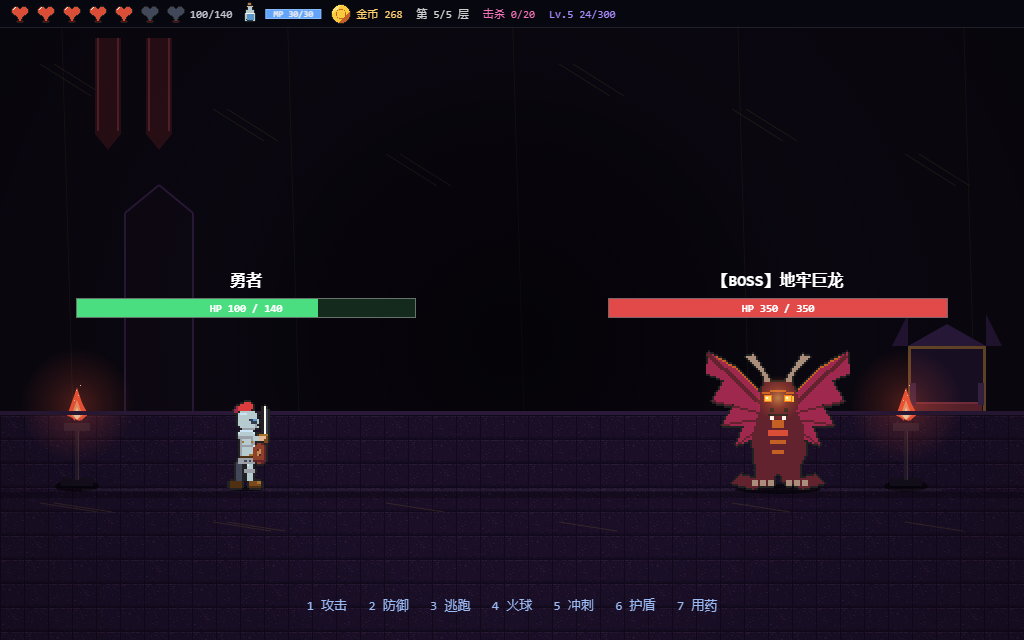 100/140 MP 30/30 金币 268 第 5/5 层 击杀 0/20 Lv.5 24/300
勇者
HP 100 / 140
【BOSS】地牢巨龙
HP 350 / 350
1 攻击 2 防御 3 逃跑 4 火球 5 冲刺 6 护盾 7 用药